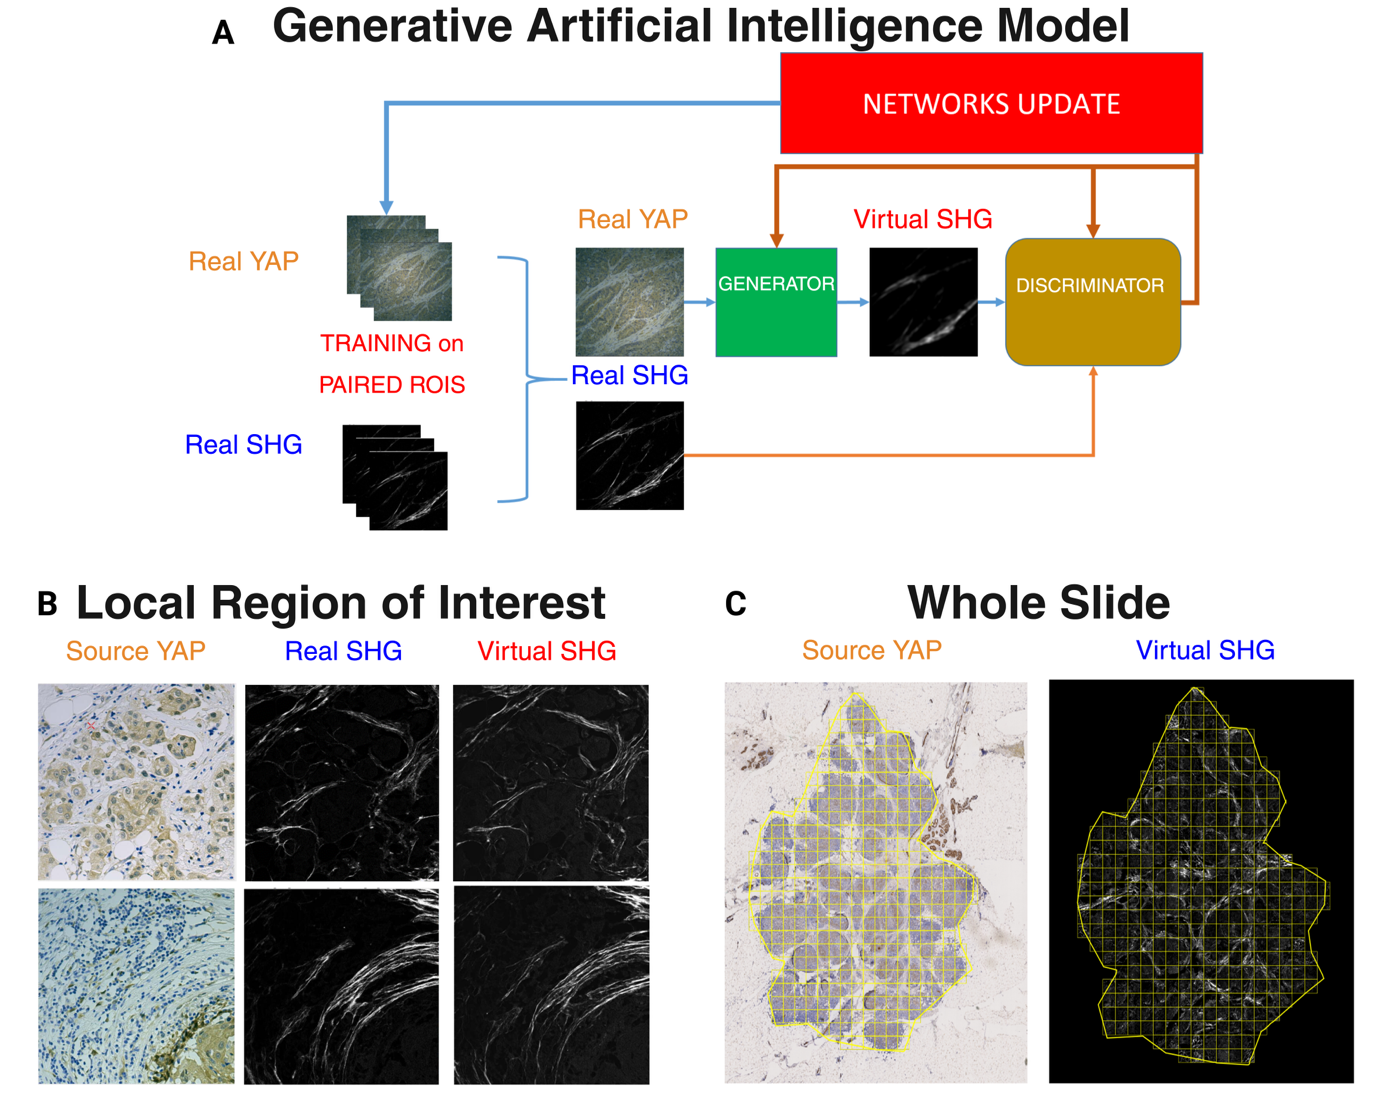 A Generative Artificial Intelligence Model
NETWORKS UPDATE
Real YAP
TRAINING on
PAIRED ROIS
Real SHG
Real YAP
GENERATOR
Virtual SHG
DISCRIMINATOR
Real SHG
B Local Region of Interest
Source YAP Real SHG Virtual SHG
C Whole Slide
Source YAP Virtual SHG